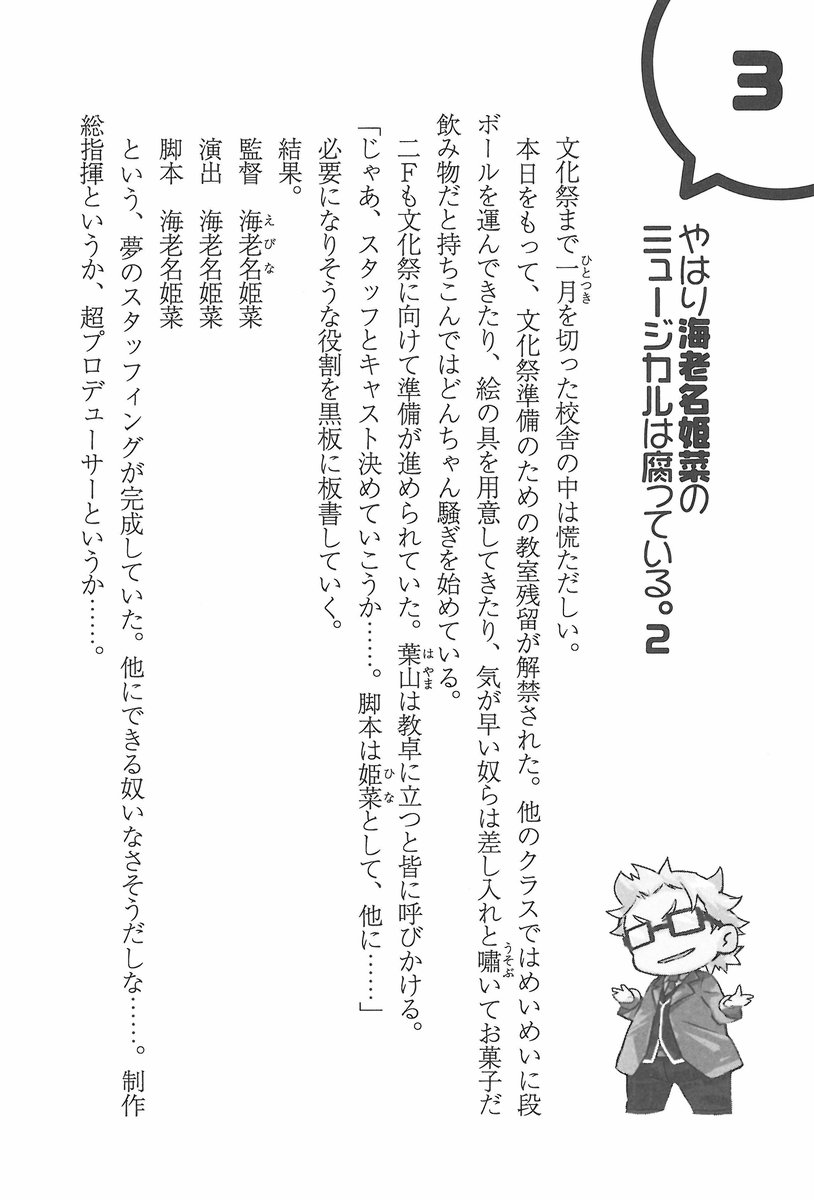 3
やはり海老名姫菜の
ミュージカルは腐っている。2
文化祭まで一月を切った校舎の中は慌ただしい。
ひとつき
本日をもって、文化祭準備のための教室残留が解禁された。他のクラスではめいめいに段
ボールを運んできたり、絵の具を用意してきたり、気が早い奴らは差し入れと嘯いてお菓子だ
うそぶ
飲み物だと持ちこんではどんちゃん騒ぎを始めている。
二Fも文化祭に向けて準備が進められていた。葉山は教卓に立つと皆に呼びかける。
はやま
「じゃあ、スタッフとキャスト決めていこうか……。脚本は姫菜として、他に……」
ひな
必要になりそうな役割を黒板に板書していく。
結果。
監督　海老名姫菜
えびな
演出　海老名姫菜
脚本　海老名姫菜
という、夢のスタッフィングが完成していた。他にできる奴いなさそうだしな……。制作
総指揮というか、超プロデューサーというか……。